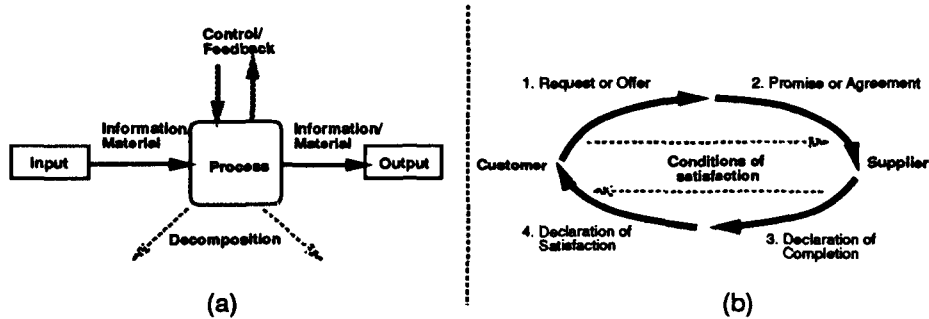 Control/
Feedback
Information/
Material
Information/
Material
Input
Process
Output
Decomposition
(a)
1. Request or Offer
2. Promise or Agreement
Customer
Conditions of
satisfaction
Supplier
4. Declaration of
Satisfaction
3. Declaration of
Completion
(b)